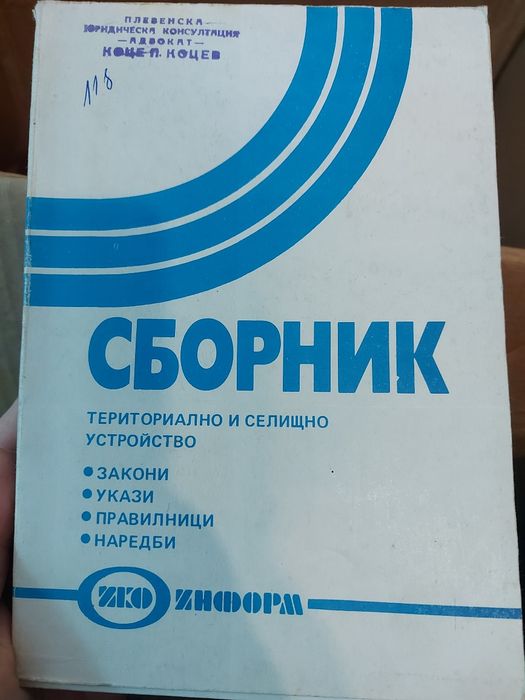 ПЛЕВЕНСКА
ЮРИДИЧЕСКА КОНСУЛТАЦИЯ
— АДВОКАТ —
КОЦЕ П. КОЦЕВ
118
СБОРНИК
ТЕРИТОРИАЛНО И СЕЛИЩНО
УСТРОЙСТВО
• ЗАКОНИ
• УКАЗИ
• ПРАВИЛНИЦИ
• НАРЕДБИ
ИКО ИНФОРМ